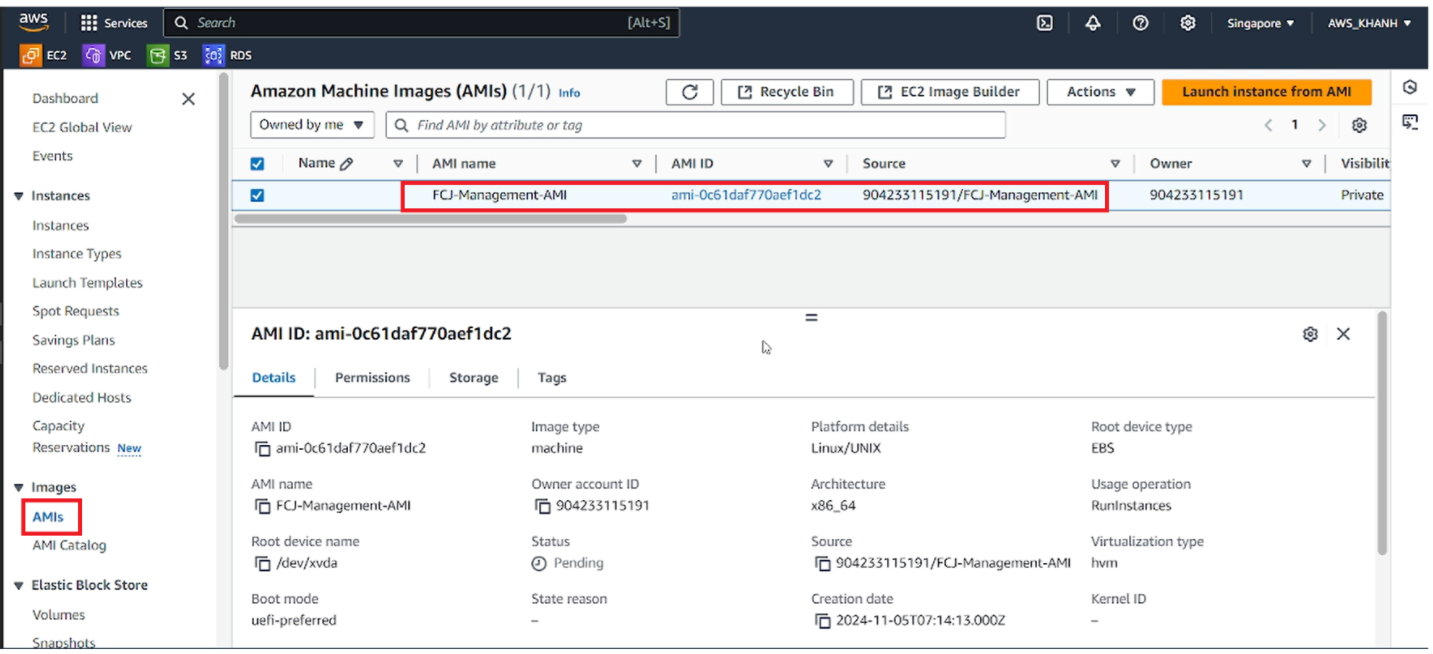 aws Services Search [Alt+S] Singapore AWS_KHANH
EC2 VPC S3 RDS
Dashboard
EC2 Global View
Events
Instances
Instances
Instance Types
Launch Templates
Spot Requests
Savings Plans
Reserved Instances
Dedicated Hosts
Capacity
Reservations New
Images
AMIs
AMI Catalog
Elastic Block Store
Volumes
Snapshots
Amazon Machine Images (AMIs) (1/1) Info Recycle Bin EC2 Image Builder Actions Launch instance from AMI
Owned by me Find AMI by attribute or tag 1
Name AMI name AMI ID Source Owner Visibilit
FCJ-Management-AMI ami-0c61daf770aef1dc2 904233115191/FCJ-Management-AMI 904233115191 Private
AMI ID: ami-0c61daf770aef1dc2
Details Permissions Storage Tags
AMI ID Image type Platform details Root device type
ami-0c61daf770aef1dc2 machine Linux/UNIX EBS
AMI name Owner account ID Architecture Usage operation
FCJ-Management-AMI 904233115191 x86_64 RunInstances
Root device name Status Source Virtualization type
/dev/xvda Pending 904233115191/FCJ-Management-AMI hvm
Boot mode State reason Creation date Kernel ID
uefi-preferred – 2024-11-05T07:14:13.000Z –